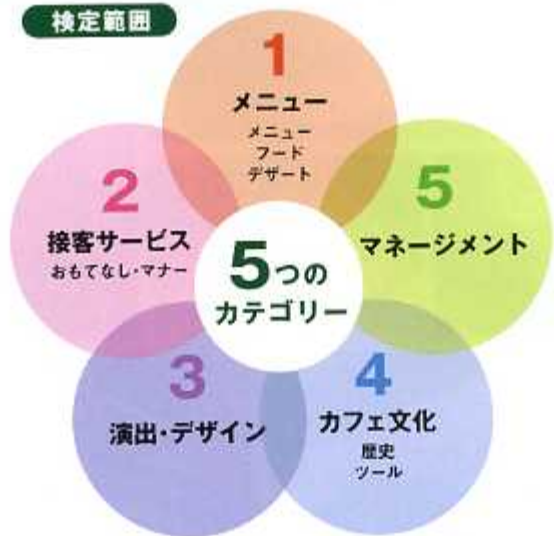 検定範囲
1
メニュー
メニュー
フード
デザート
2
接客サービス
おもてなし・マナー
5
マネージメント
5つの
カテゴリー
3
演出・デザイン
4
カフェ文化
歴史
ツール